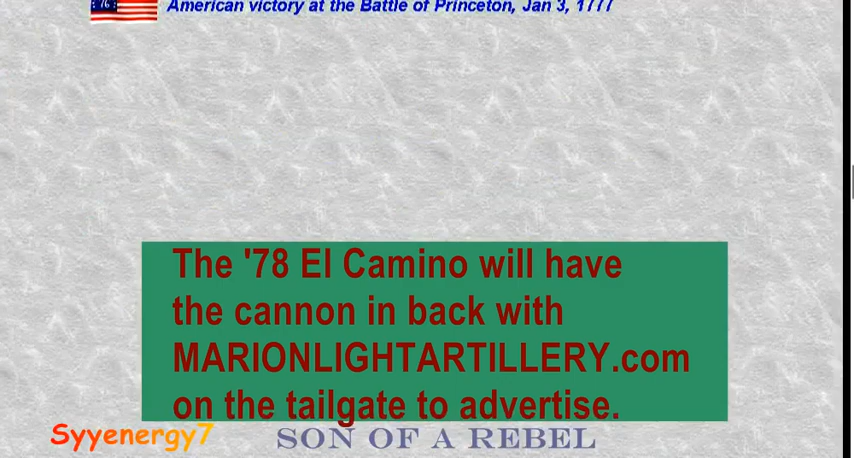 '76
American victory at the Battle of Princeton, Jan 3, 1777
The '78 El Camino will have
the cannon in back with
MARIONLIGHTARTILLERY.com
on the tailgate to advertise.
Syyenergy7
SON OF A REBEL